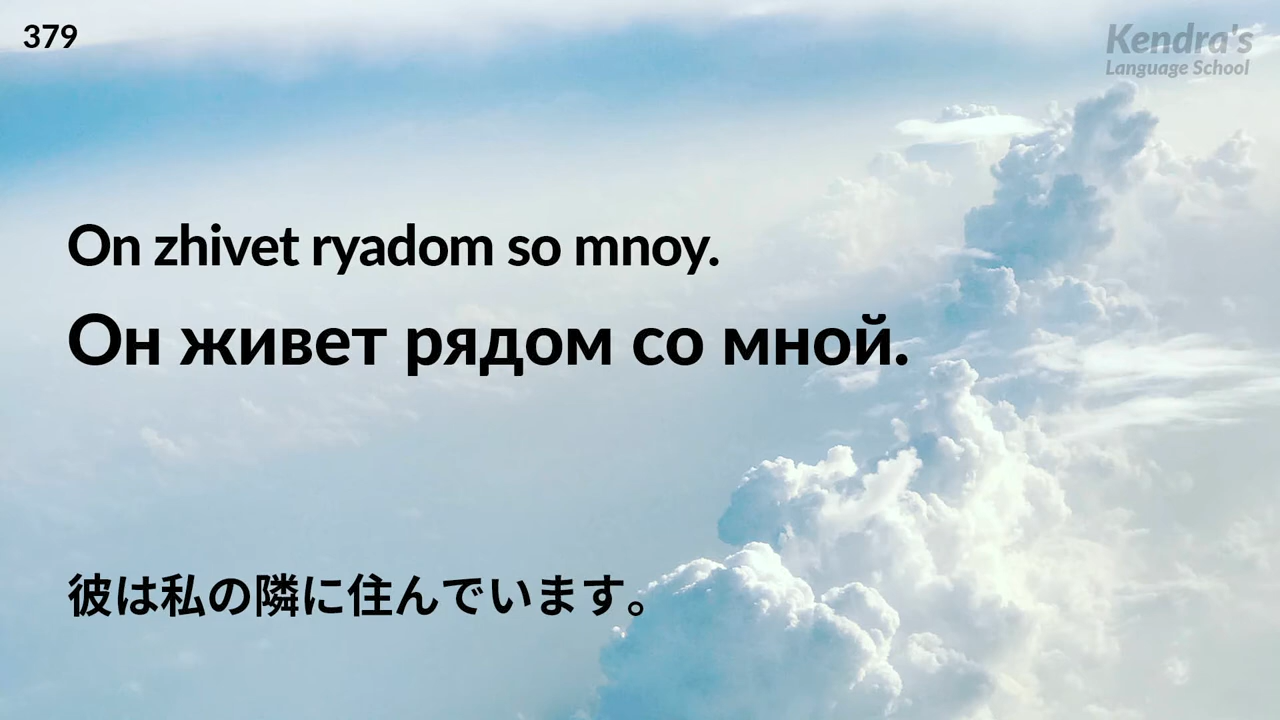 379
Kendra's
Language School
On zhivet ryadom so mnoy.
Он живет рядом со мной.
彼は私の隣に住んでいます。